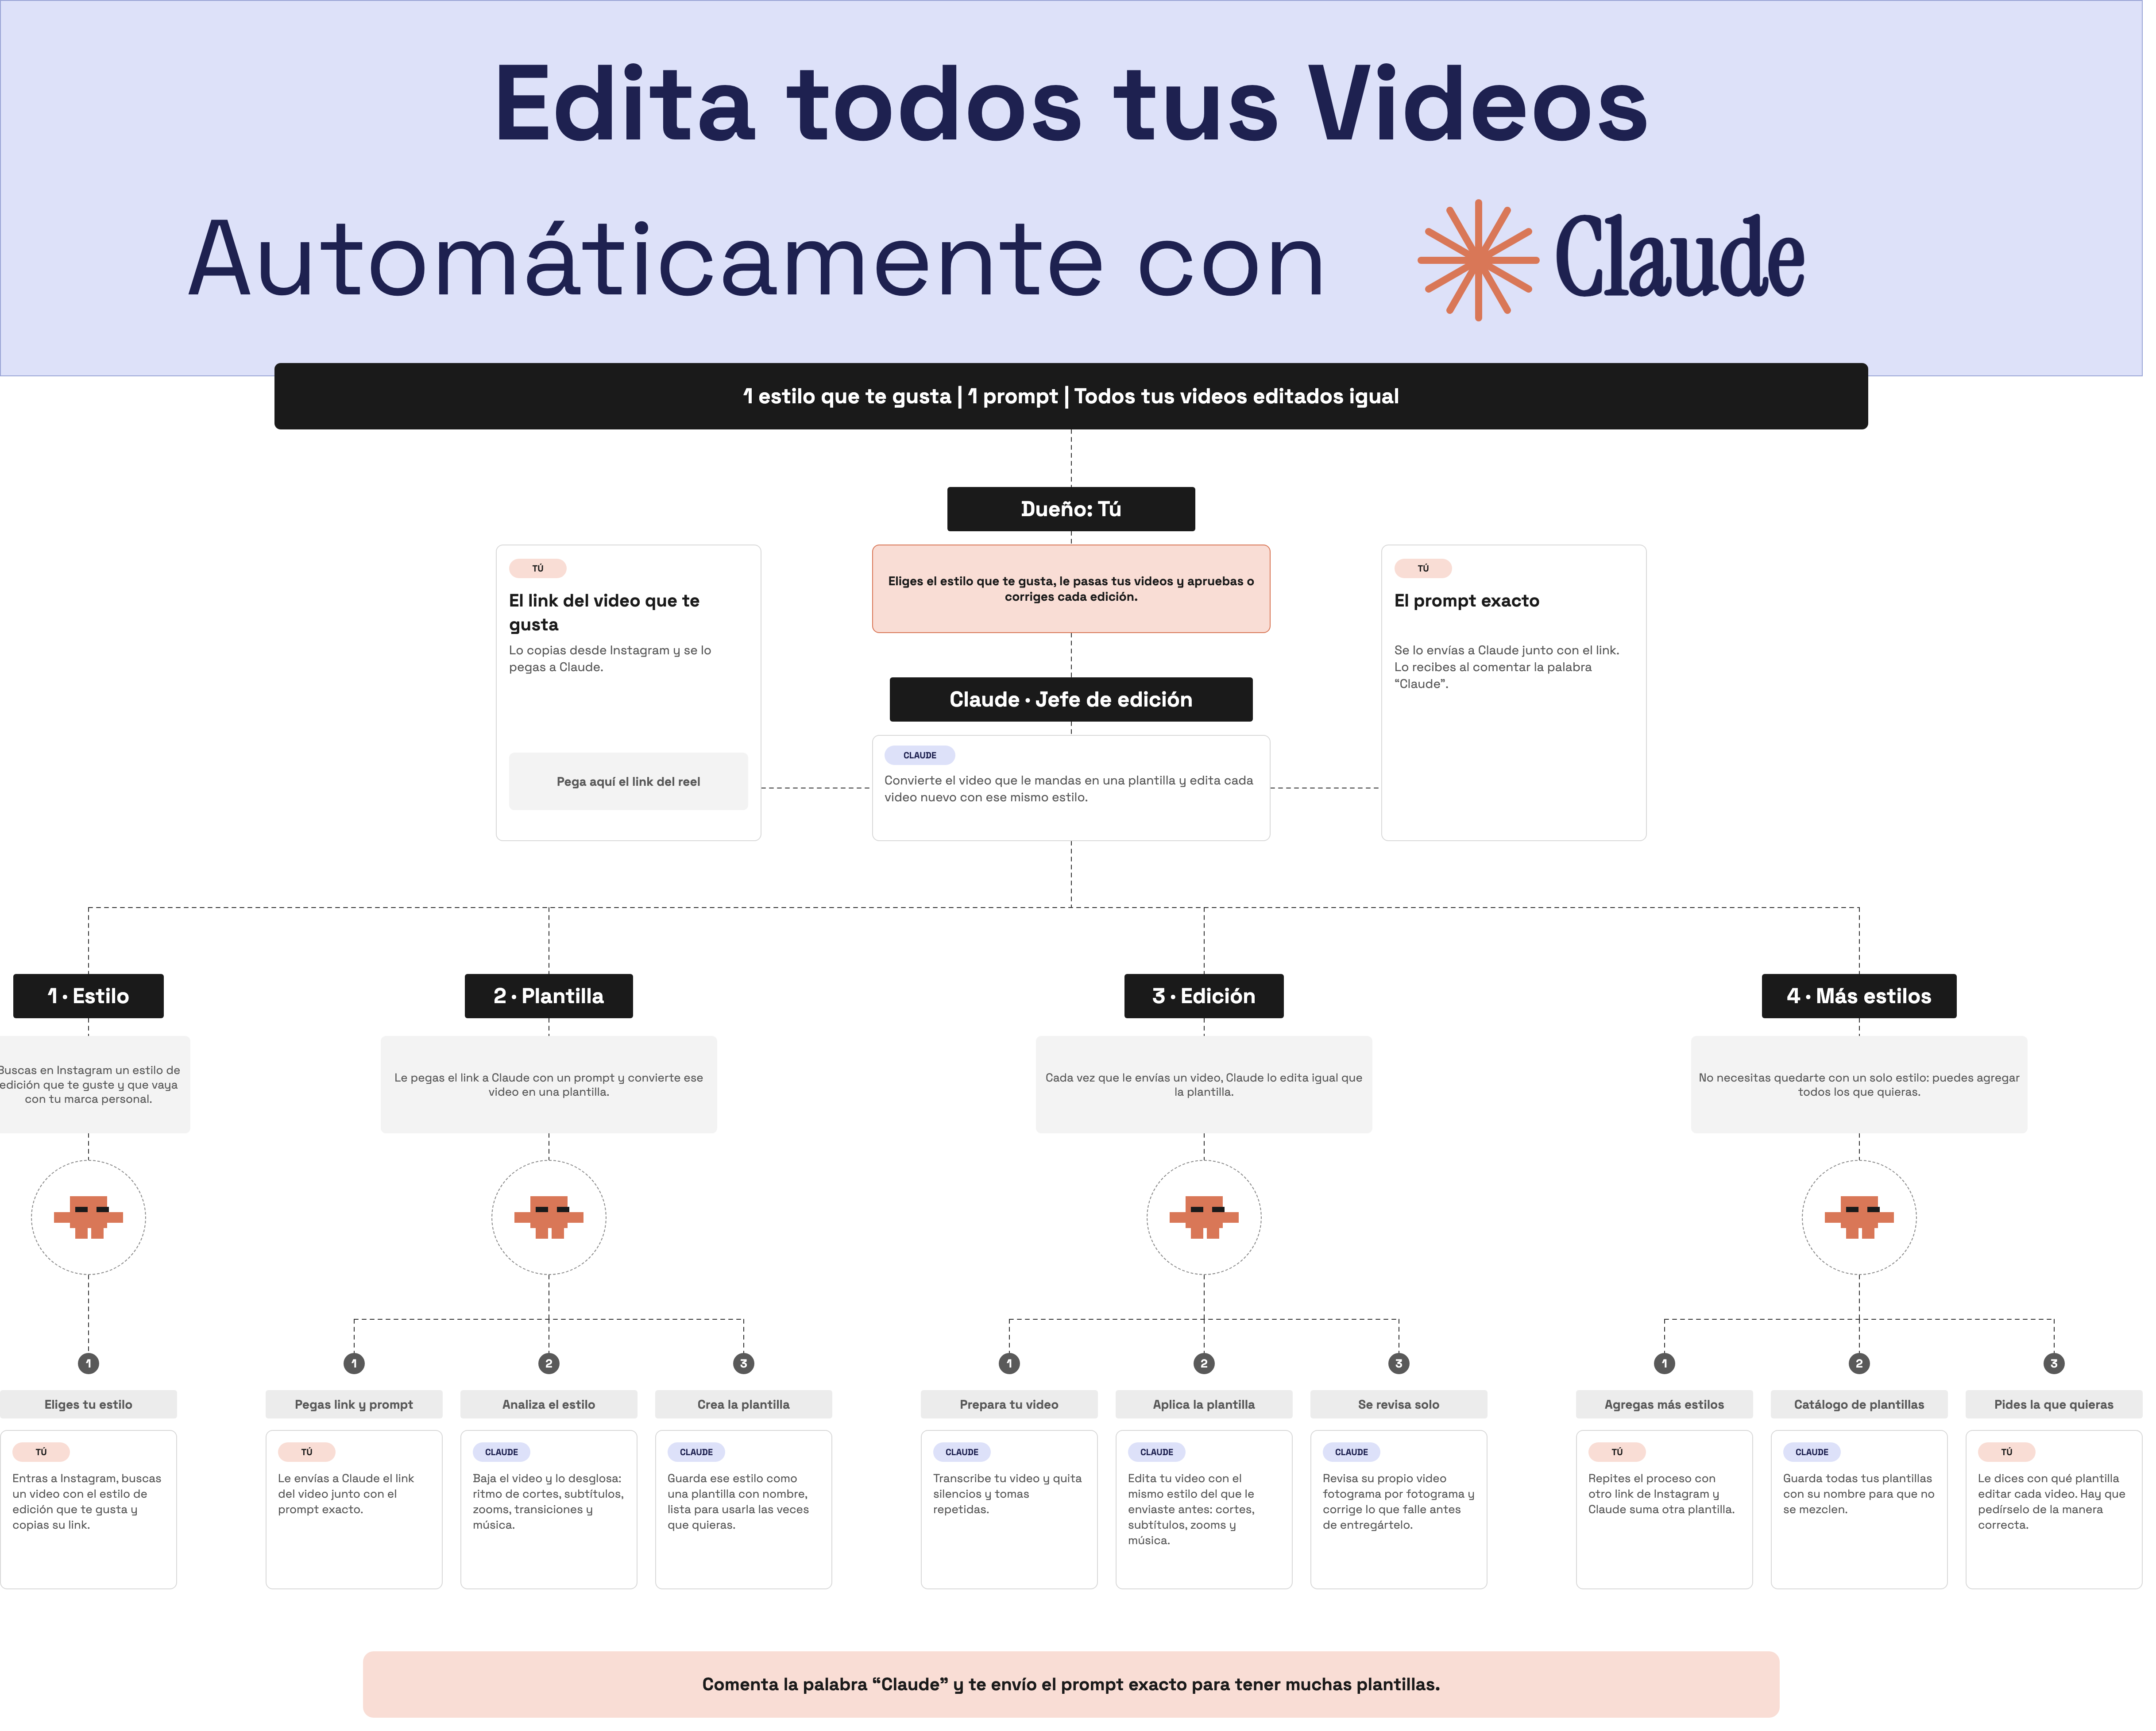 Edita todos tus Videos
Automáticamente con Claude
1 estilo que te gusta | 1 prompt | Todos tus videos editados igual
Dueño: Tú
Eliges el estilo que te gusta, le pasas tus videos y apruebas o
corriges cada edición.
TÚ
El link del video que te
gusta
Lo copias desde Instagram y se lo
pegas a Claude.
Pega aquí el link del reel
Claude · Jefe de edición
CLAUDE
Convierte el video que le mandas en una plantilla y edita cada
video nuevo con ese mismo estilo.
TÚ
El prompt exacto
Se lo envías a Claude junto con el link.
Lo recibes al comentar la palabra
“Claude”.
1 · Estilo
Buscas en Instagram un estilo de
edición que te guste y que vaya
con tu marca personal.
1
Eliges tu estilo
TÚ
Entras a Instagram, buscas
un video con el estilo de
edición que te gusta y
copias su link.
2 · Plantilla
Le pegas el link a Claude con un prompt y convierte ese
video en una plantilla.
1
Pegas link y prompt
TÚ
Le envías a Claude el link
del video junto con el
prompt exacto.
2
Analiza el estilo
CLAUDE
Baja el video y lo desglosa:
ritmo de cortes, subtítulos,
zooms, transiciones y
música.
3
Crea la plantilla
CLAUDE
Guarda ese estilo como
una plantilla con nombre,
lista para usarla las veces
que quieras.
3 · Edición
Cada vez que le envías un video, Claude lo edita igual que
la plantilla.
1
Prepara tu video
CLAUDE
Transcribe tu video y quita
silencios y tomas
repetidas.
2
Aplica la plantilla
CLAUDE
Edita tu video con el
mismo estilo del que le
enviaste antes: cortes,
subtítulos, zooms y
música.
3
Se revisa solo
CLAUDE
Revisa su propio video
fotograma por fotograma y
corrige lo que falle antes
de entregártelo.
4 · Más estilos
No necesitas quedarte con un solo estilo: puedes agregar
todos los que quieras.
1
Agregas más estilos
TÚ
Repites el proceso con
otro link de Instagram y
Claude suma otra plantilla.
2
Catálogo de plantillas
CLAUDE
Guarda todas tus plantillas
con su nombre para que no
se mezclen.
3
Pides la que quieras
TÚ
Le dices con qué plantilla
editar cada video. Hay que
pedírselo de la manera
correcta.
Comenta la palabra “Claude” y te envío el prompt exacto para tener muchas plantillas.